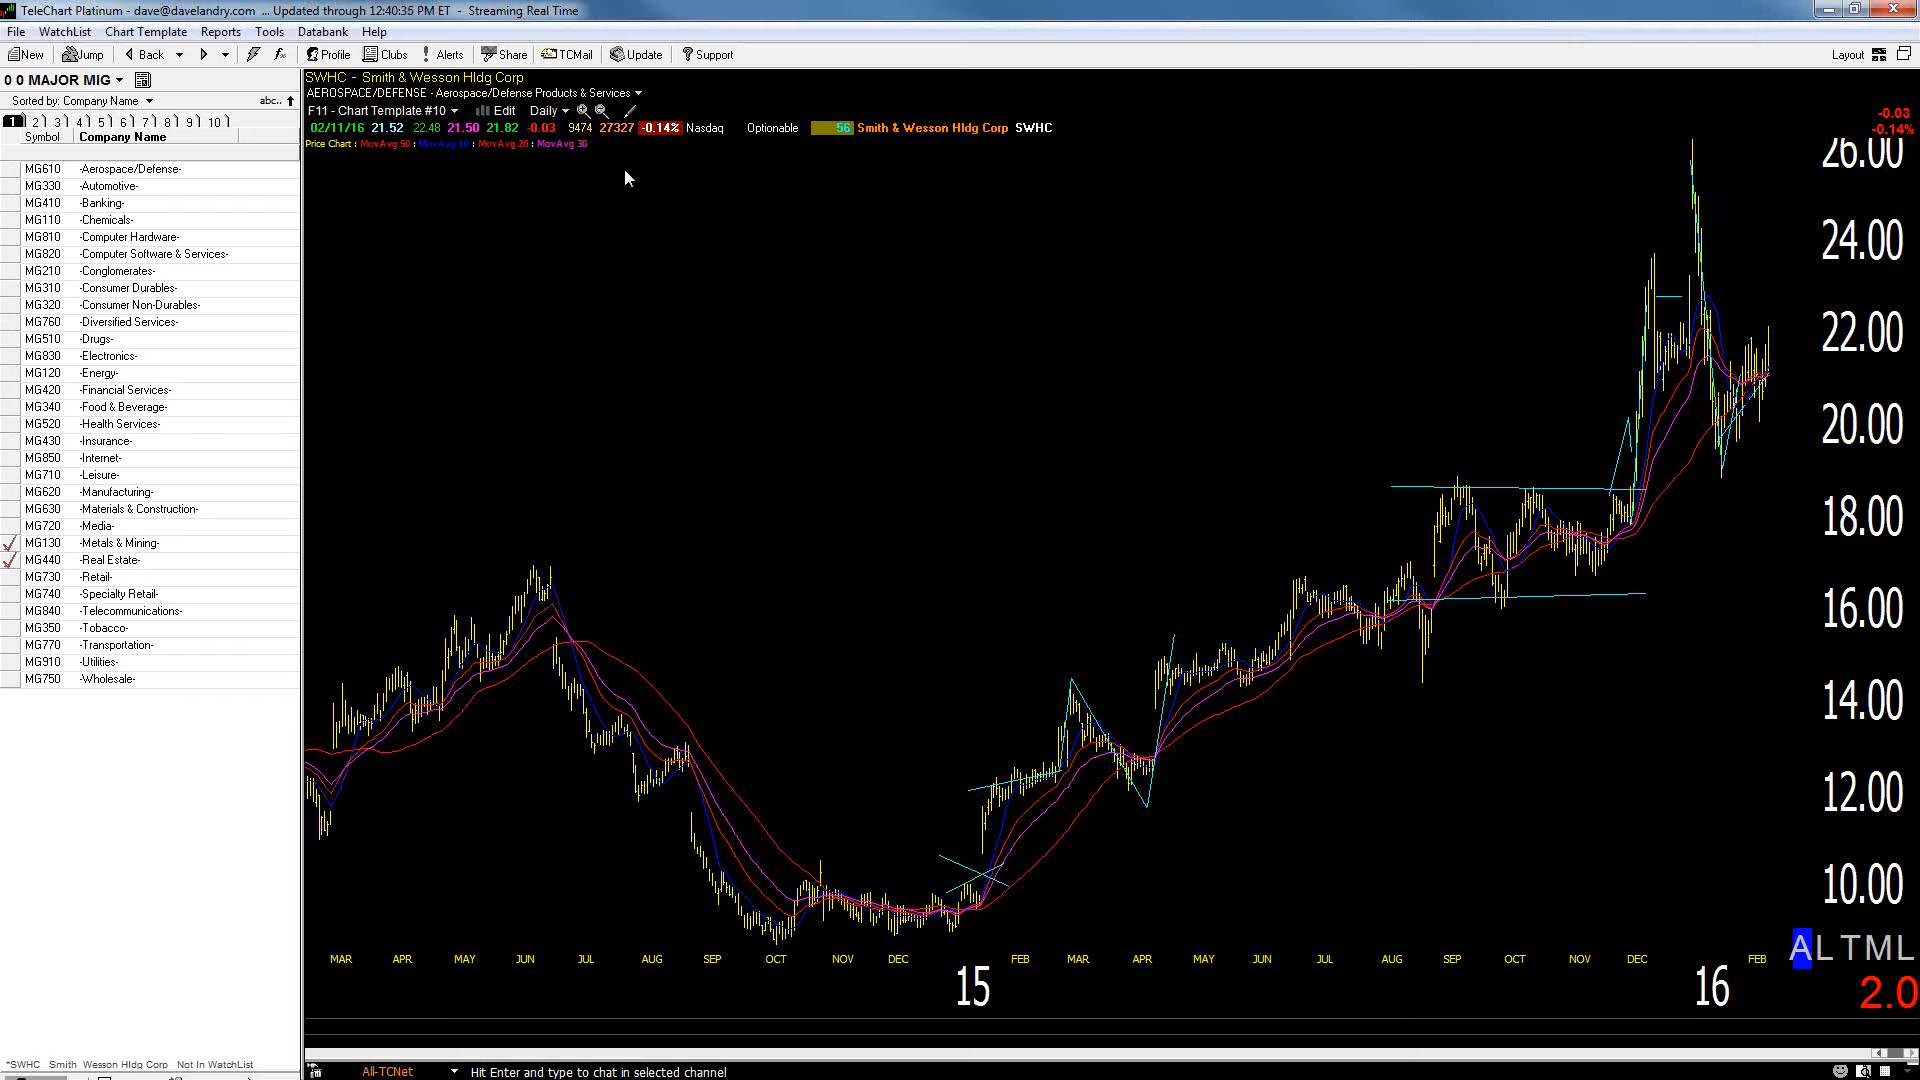 TeleChart Platinum - dave@davelandry.com ... Updated through 12:40:35 PM ET - Streaming Real Time
File WatchList Chart Template Reports Tools Databank Help
New Jump Back Profile Clubs Alerts Share TCMail Update Support Layout
0 0 MAJOR MIG
Sorted by: Company Name abc..
1 2 3 4 5 6 7 8 9 10
Symbol Company Name
MG610 -Aerospace/Defense-
MG330 -Automotive-
MG410 -Banking-
MG110 -Chemicals-
MG810 -Computer Hardware-
MG820 -Computer Software & Services-
MG210 -Conglomerates-
MG310 -Consumer Durables-
MG320 -Consumer Non-Durables-
MG760 -Diversified Services-
MG510 -Drugs-
MG830 -Electronics-
MG120 -Energy-
MG420 -Financial Services-
MG340 -Food & Beverage-
MG520 -Health Services-
MG430 -Insurance-
MG850 -Internet-
MG710 -Leisure-
MG620 -Manufacturing-
MG630 -Materials & Construction-
MG720 -Media-
MG130 -Metals & Mining-
MG440 -Real Estate-
MG730 -Retail-
MG740 -Specialty Retail-
MG840 -Telecommunications-
MG350 -Tobacco-
MG770 -Transportation-
MG910 -Utilities-
MG750 -Wholesale-
*SWHC Smith Wesson Hldg Corp Not In WatchList
SWHC - Smith & Wesson Hldg Corp
AEROSPACE/DEFENSE - Aerospace/Defense Products & Services
F11 - Chart Template #10 Edit Daily
02/11/16 21.52 22.48 21.50 21.82 -0.03 9474 27327 -0.14% Nasdaq Optionable 56 Smith & Wesson Hldg Corp SWHC
Price Chart : MovAvg 50 : MovAvg 10 : MovAvg 20 : MovAvg 30
-0.03
-0.14%
26.00
24.00
22.00
20.00
18.00
16.00
14.00
12.00
10.00
MAR APR MAY JUN JUL AUG SEP OCT NOV DEC 15 FEB MAR APR MAY JUN JUL AUG SEP OCT NOV DEC 16 FEB
ALTML
2.0
All-TCNet Hit Enter and type to chat in selected channel